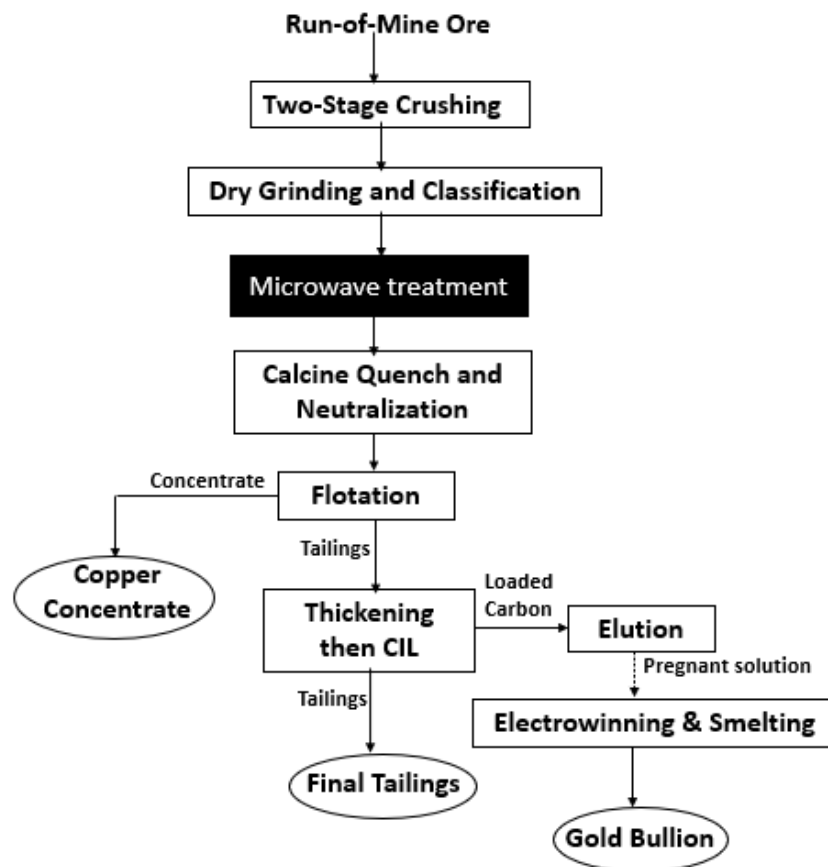 Run-of-Mine Ore
Two-Stage Crushing
Dry Grinding and Classification
Microwave treatment
Calcine Quench and
Neutralization
Concentrate
Flotation
Tailings
Copper
Concentrate
Loaded
Carbon
Thickening
then CIL
Elution
Pregnant solution
Tailings
Electrowinning & Smelting
Final Tailings
Gold Bullion